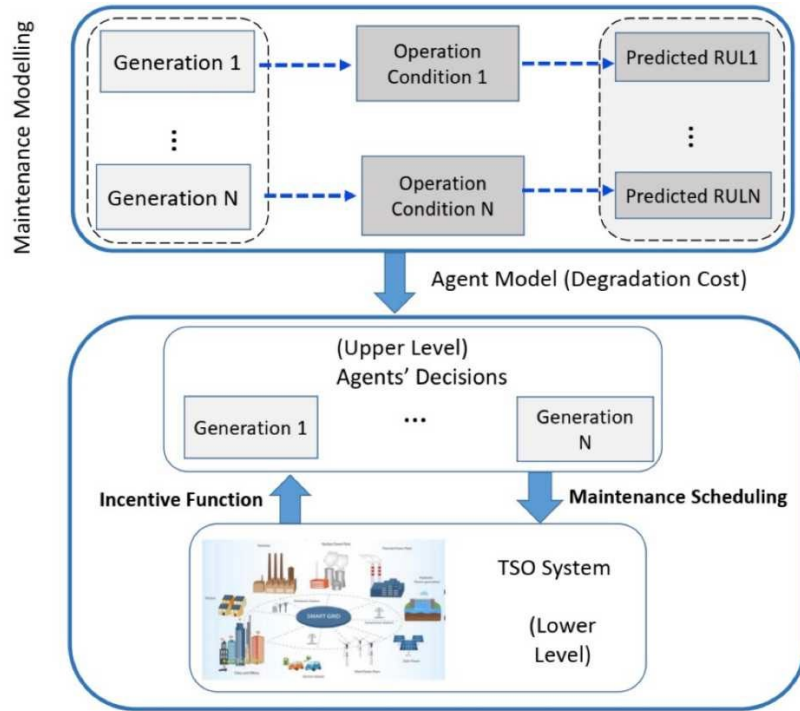 Maintenance Modelling
Generation 1
Operation
Condition 1
Predicted RUL1
⋮
⋮
Generation N
Operation
Condition N
Predicted RULN
Agent Model (Degradation Cost)
(Upper Level)
Agents' Decisions
Generation 1
...
Generation
N
Incentive Function
Maintenance Scheduling
TSO System
(Lower
Level)
SMART GRID